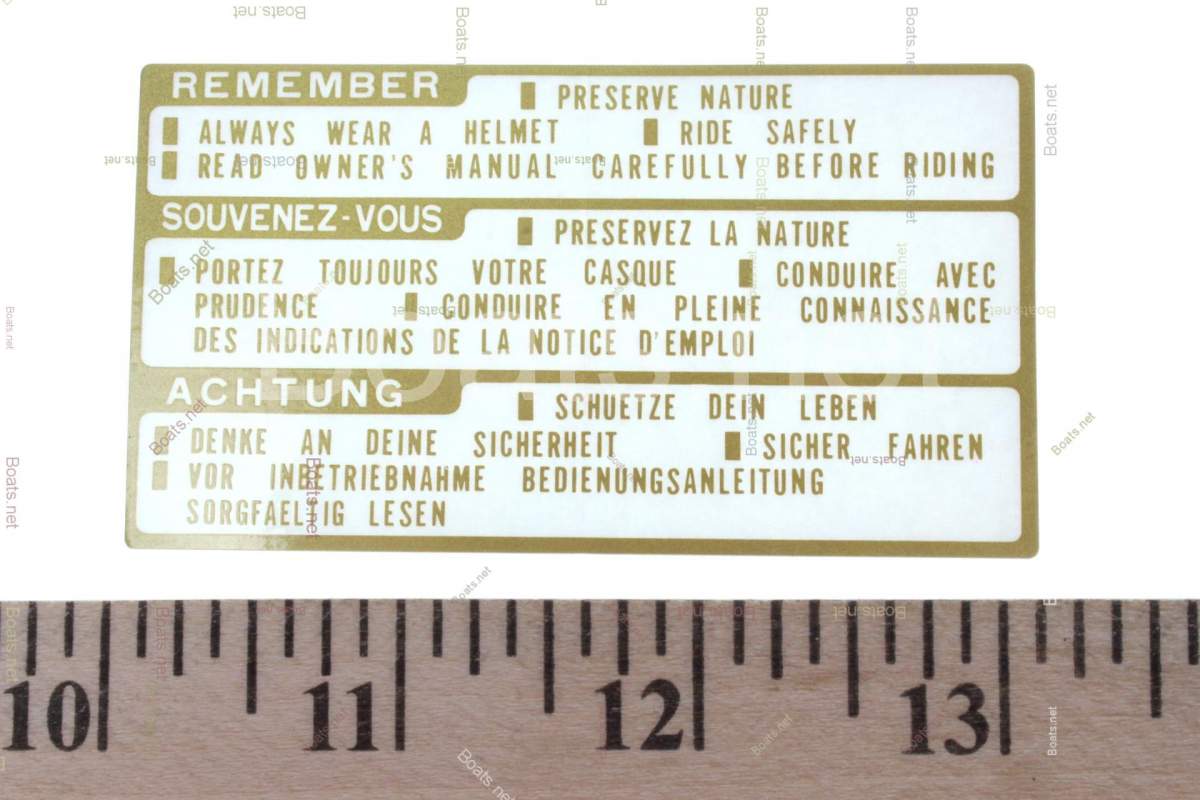 REMEMBER
▮ PRESERVE NATURE
▮ ALWAYS WEAR A HELMET ▮ RIDE SAFELY
▮ READ OWNER'S MANUAL CAREFULLY BEFORE RIDING
SOUVENEZ-VOUS
▮ PRESERVEZ LA NATURE
▮ PORTEZ TOUJOURS VOTRE CASQUE ▮ CONDUIRE AVEC
PRUDENCE ▮ CONDUIRE EN PLEINE CONNAISSANCE
DES INDICATIONS DE LA NOTICE D'EMPLOI
ACHTUNG
▮ SCHUETZE DEIN LEBEN
▮ DENKE AN DEINE SICHERHEIT ▮ SICHER FAHREN
▮ VOR INBETRIEBNAHME BEDIENUNGSANLEITUNG
SORGFAELTIG LESEN
10 11 12 13
Boats.net